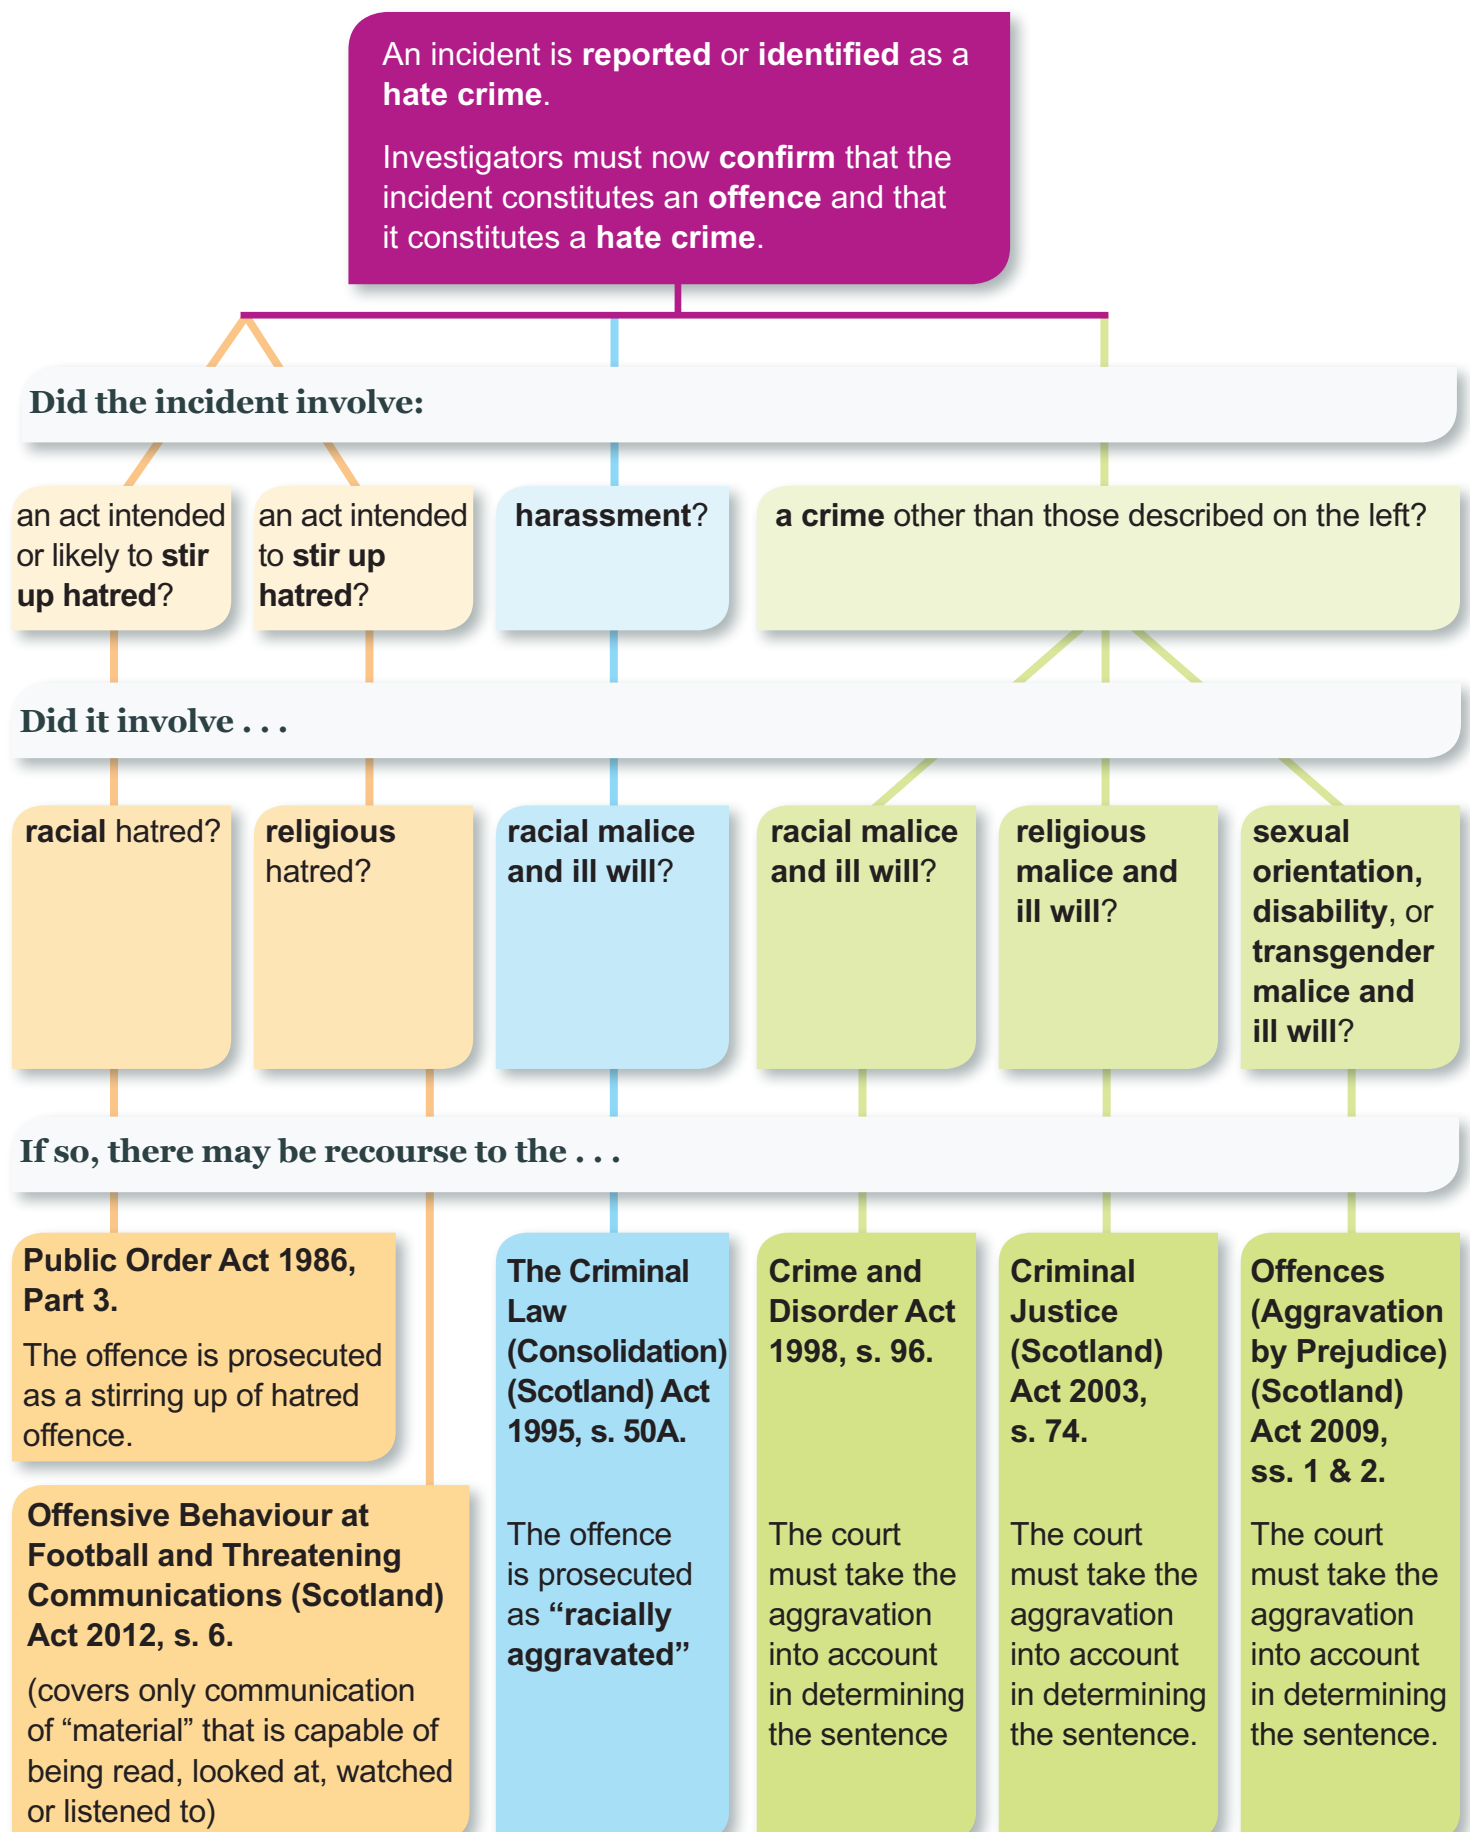 An incident is reported or identified as a
hate crime.
Investigators must now confirm that the
incident constitutes an offence and that
it constitutes a hate crime.
Did the incident involve:
an act intended
or likely to stir
up hatred?
an act intended
to stir up
hatred?
harassment?
a crime other than those described on the left?
Did it involve . . .
racial hatred?
religious
hatred?
racial malice
and ill will?
racial malice
and ill will?
religious
malice and
ill will?
sexual
orientation,
disability, or
transgender
malice and
ill will?
If so, there may be recourse to the . . .
Public Order Act 1986,
Part 3.
The offence is prosecuted
as a stirring up of hatred
offence.
Offensive Behaviour at
Football and Threatening
Communications (Scotland)
Act 2012, s. 6.
(covers only communication
of “material” that is capable of
being read, looked at, watched
or listened to)
The Criminal
Law
(Consolidation)
(Scotland) Act
1995, s. 50A.
The offence
is prosecuted
as “racially
aggravated”
Crime and
Disorder Act
1998, s. 96.
The court
must take the
aggravation
into account
in determining
the sentence
Criminal
Justice
(Scotland)
Act 2003,
s. 74.
The court
must take the
aggravation
into account
in determining
the sentence.
Offences
(Aggravation
by Prejudice)
(Scotland)
Act 2009,
ss. 1 & 2.
The court
must take the
aggravation
into account
in determining
the sentence.